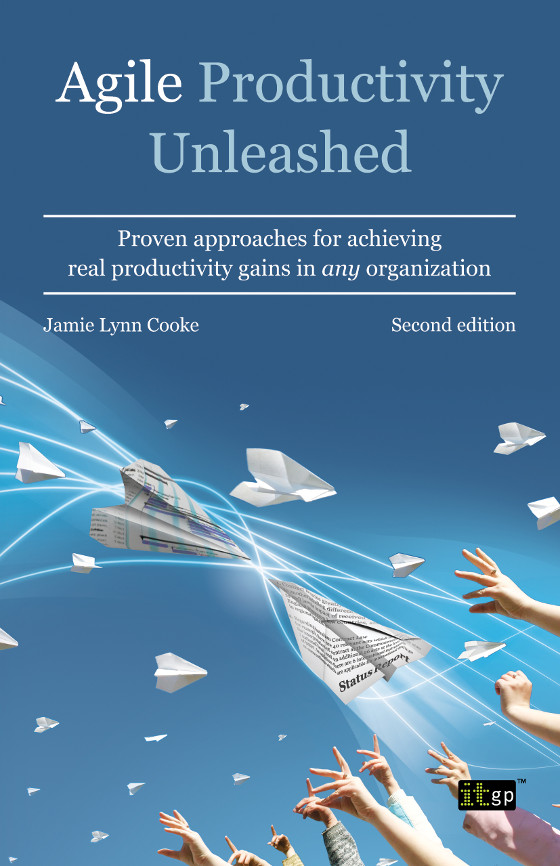 Agile Productivity
Unleashed
Proven approaches for achieving
real productivity gains in any organization
Jamie Lynn Cooke
Second edition
Status Report
itgp™